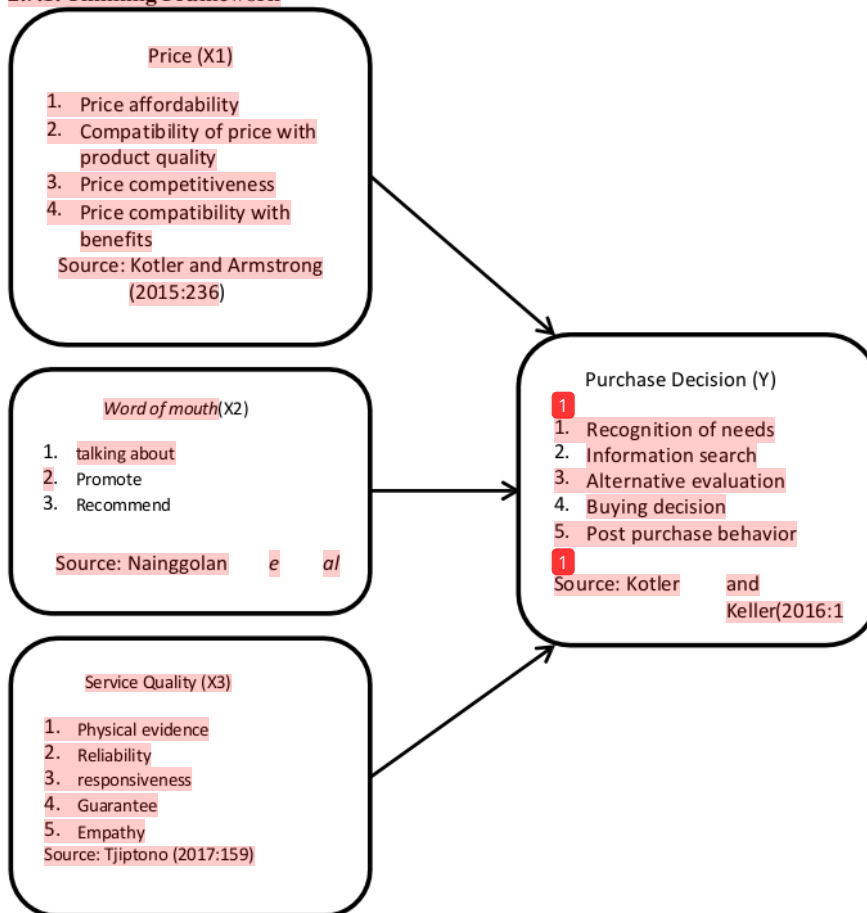 Price (X1)
1. Price affordability
2. Compatibility of price with
product quality
3. Price competitiveness
4. Price compatibility with
benefits
Source: Kotler and Armstrong
(2015:236)
Word of mouth(X2)
1. talking about
2. Promote
3. Recommend
Source: Nainggolan e al
Service Quality (X3)
1. Physical evidence
2. Reliability
3. responsiveness
4. Guarantee
5. Empathy
Source: Tjiptono (2017:159)
Purchase Decision (Y)
1
1. Recognition of needs
2. Information search
3. Alternative evaluation
4. Buying decision
5. Post purchase behavior
1
Source: Kotler and
Keller(2016:1